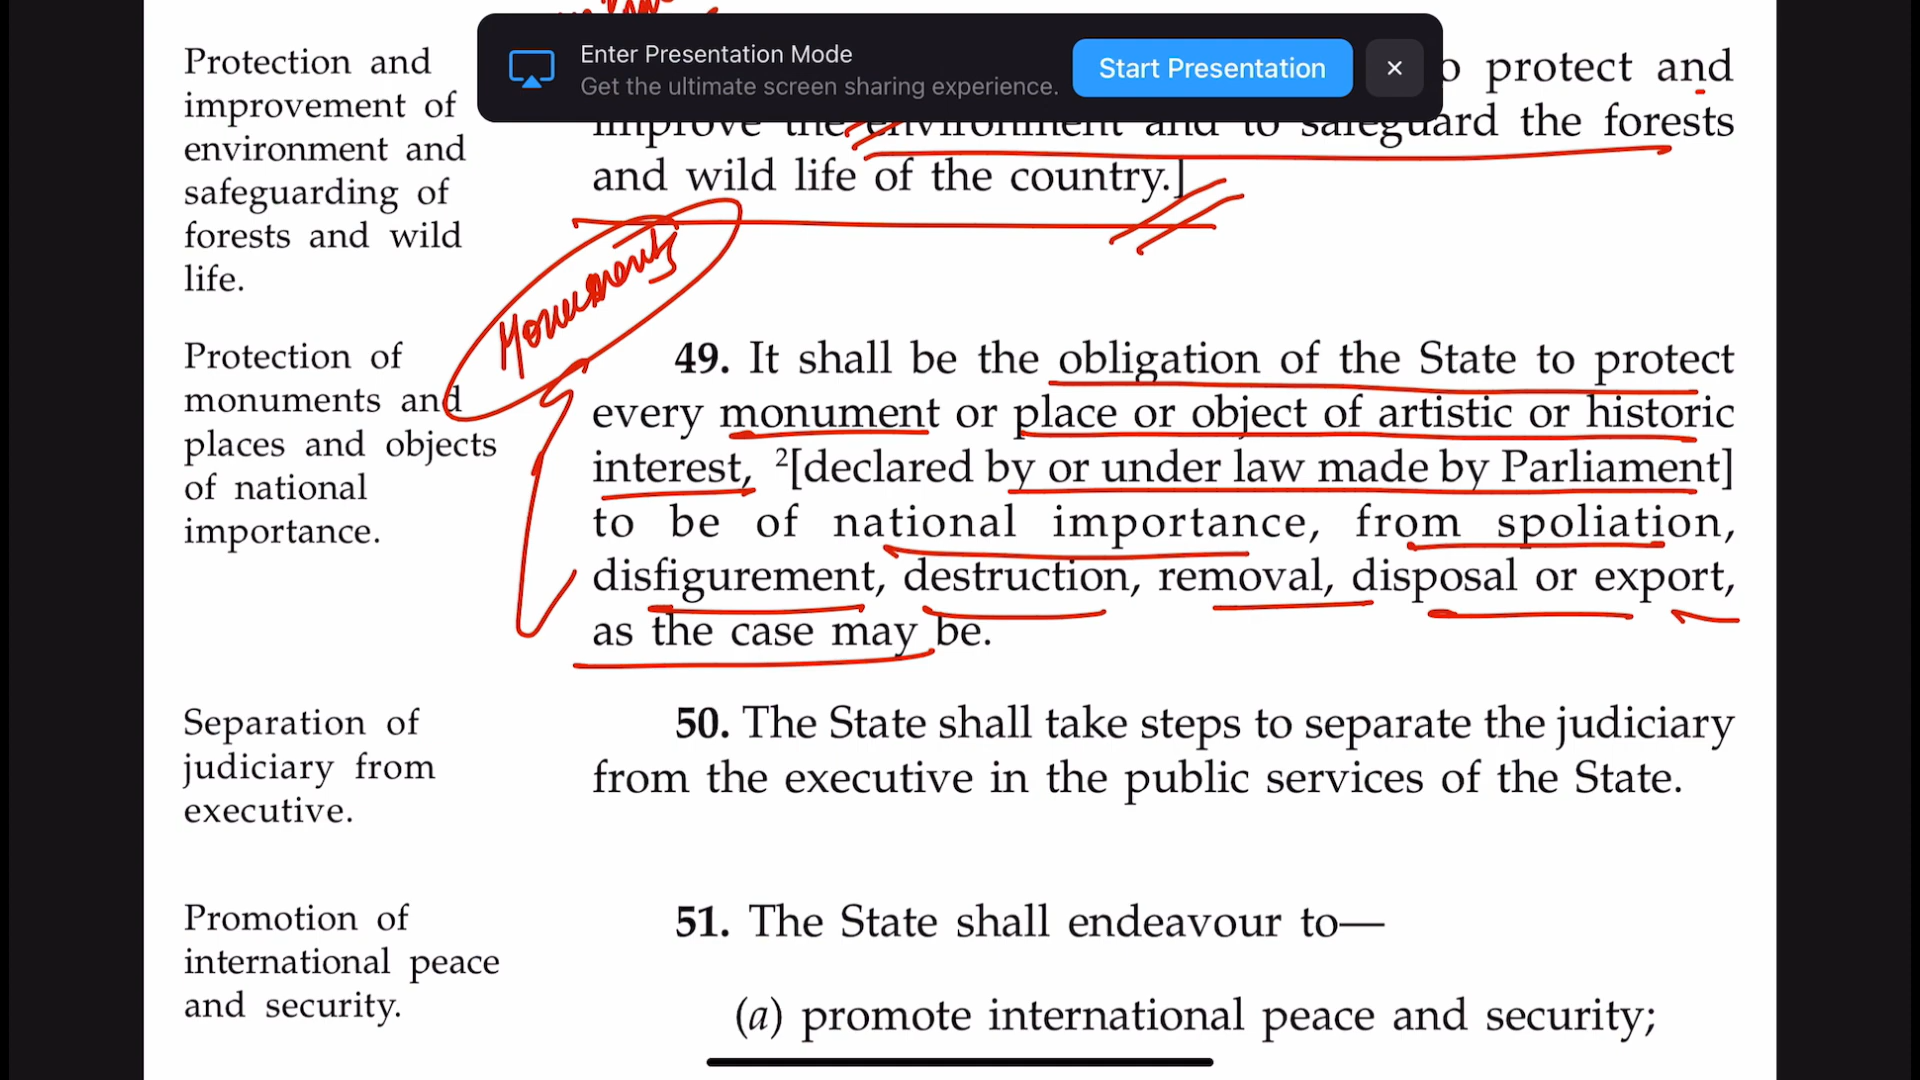 Enter Presentation Mode
Get the ultimate screen sharing experience.
Start Presentation
Protection and
improvement of
environment and
safeguarding of
forests and wild
life.
protect and
improve the environment and to safeguard the forests
and wild life of the country.]
Monuments
Protection of
monuments and
places and objects
of national
importance.
49. It shall be the obligation of the State to protect
every monument or place or object of artistic or historic
interest, 2[declared by or under law made by Parliament]
to be of national importance, from spoliation,
disfigurement, destruction, removal, disposal or export,
as the case may be.
Separation of
judiciary from
executive.
50. The State shall take steps to separate the judiciary
from the executive in the public services of the State.
Promotion of
international peace
and security.
51. The State shall endeavour to—
(a) promote international peace and security;